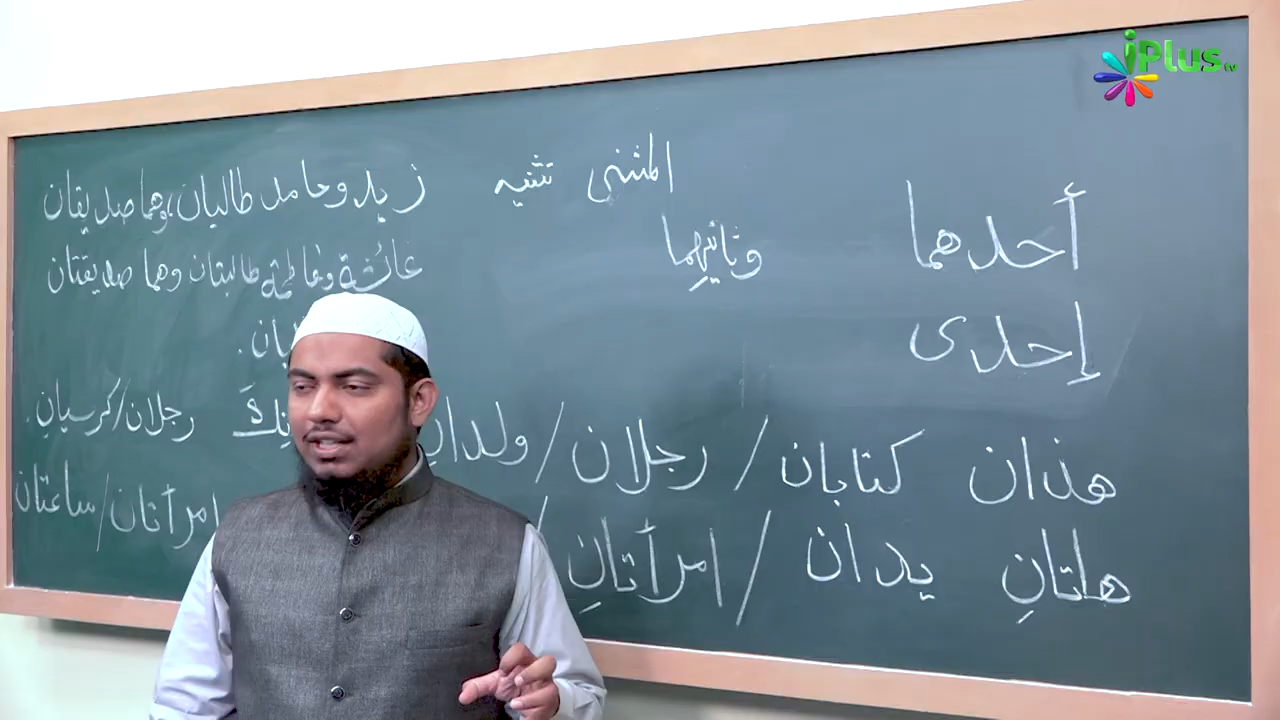 iPlus tv
المثنى تثنيه
أحدهما وثانيهما
إحدى
زيد وحامد طالبان، وهما صديقان
عائشة وفاطمة طالبتان وهما صديقتان
هذان كتابان / رجلان / ولدان
رجلان / كرسيانِ.
هاتانِ يدان / امرأتانِ /
امرأتان / ساعتان